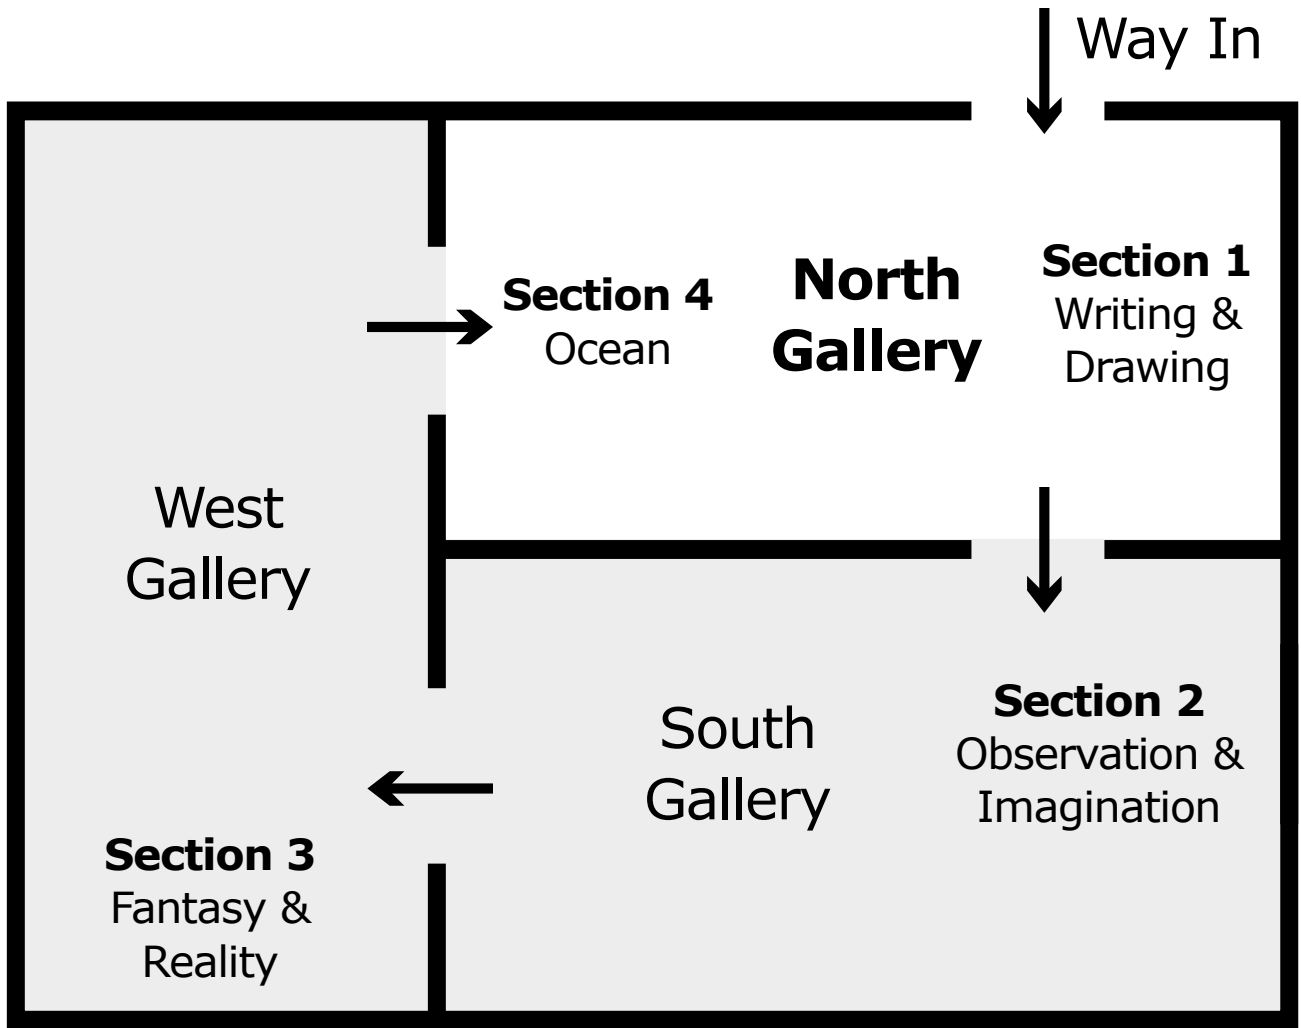 Way In
North
Gallery
Section 1
Writing &
Drawing
Section 4
Ocean
West
Gallery
South
Gallery
Section 2
Observation &
Imagination
Section 3
Fantasy &
Reality